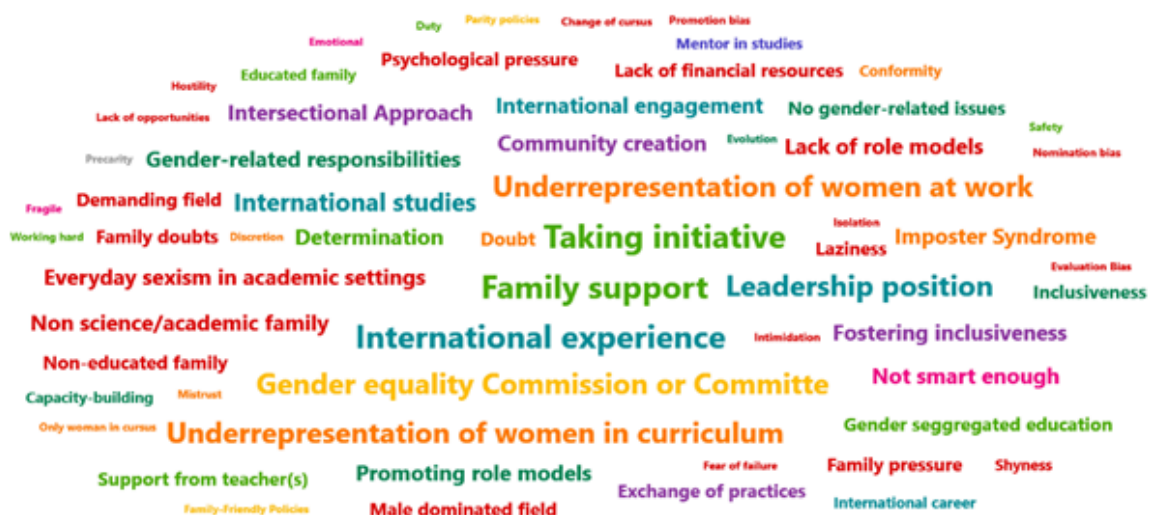 Parity policies
Change of cursus
Promotion bias
Duty
Emotional
Mentor in studies
Psychological pressure
Lack of financial resources
Conformity
Educated family
Hostility
Intersectional Approach
International engagement
No gender-related issues
Lack of opportunities
Safety
Community creation
Evolution
Lack of role models
Nomination bias
Precarity
Gender-related responsibilities
Underrepresentation of women at work
Demanding field
International studies
Fragile
Isolation
Working hard
Family doubts
Discretion
Determination
Doubt
Taking initiative
Laziness
Imposter Syndrome
Evaluation Bias
Everyday sexism in academic settings
Family support
Leadership position
Inclusiveness
Non science/academic family
International experience
Intimidation
Fostering inclusiveness
Non-educated family
Gender equality Commission or Committe
Not smart enough
Capacity-building
Mistrust
Only woman in cursus
Underrepresentation of women in curriculum
Gender seggregated education
Support from teacher(s)
Promoting role models
Fear of failure
Family pressure
Shyness
Exchange of practices
International career
Family-Friendly Policies
Male dominated field